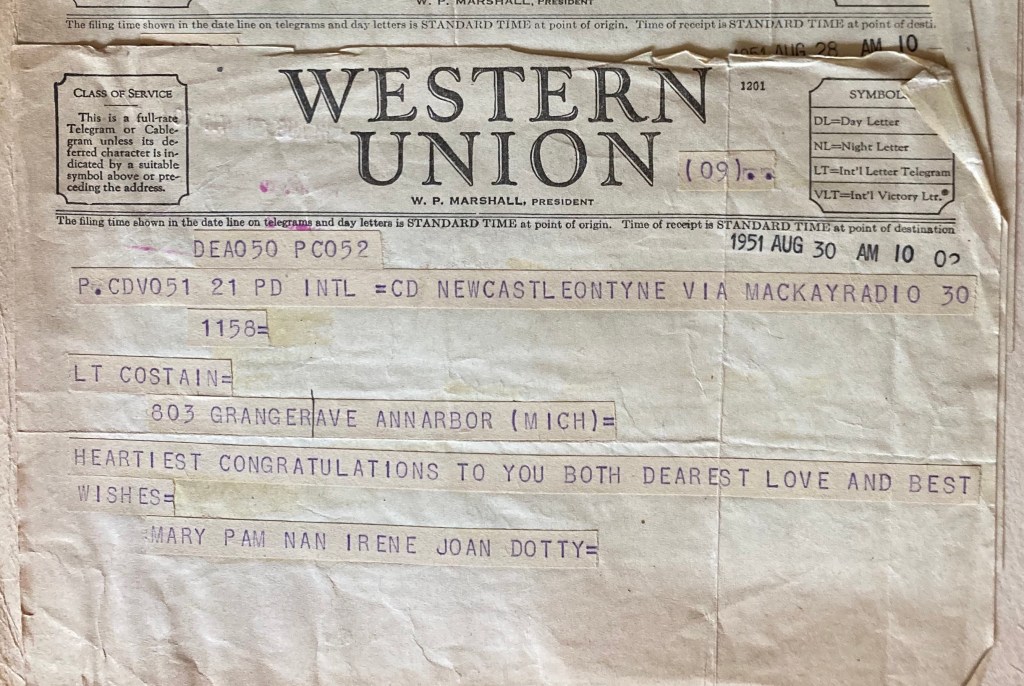 W. P. MARSHALL, PRESIDENT
The filing time shown in the date line on telegrams and day letters is STANDARD TIME at point of origin. Time of receipt is STANDARD TIME at point of desti.
1951 AUG 28 AM 10
CLASS OF SERVICE
This is a full-rate
Telegram or Cable-
gram unless its de-
ferred character is in-
dicated by a suitable
symbol above or pre-
ceding the address.
WESTERN
UNION
1201
(09)..
W. P. MARSHALL, PRESIDENT
SYMBOL
DL=Day Letter
NL=Night Letter
LT=Int'l Letter Telegram
VLT=Int'l Victory Ltr.
The filing time shown in the date line on telegrams and day letters is STANDARD TIME at point of origin. Time of receipt is STANDARD TIME at point of destination
1951 AUG 30 AM 10 02
DEA050 PC052
P.CDV051 21 PD INTL =CD NEWCASTLEONTYNE VIA MACKAYRADIO 30
1158=
LT COSTAIN=
803 GRANGER AVE ANNARBOR (MICH)=
HEARTIEST CONGRATULATIONS TO YOU BOTH DEAREST LOVE AND BEST
WISHES=
=MARY PAM NAN IRENE JOAN DOTTY=